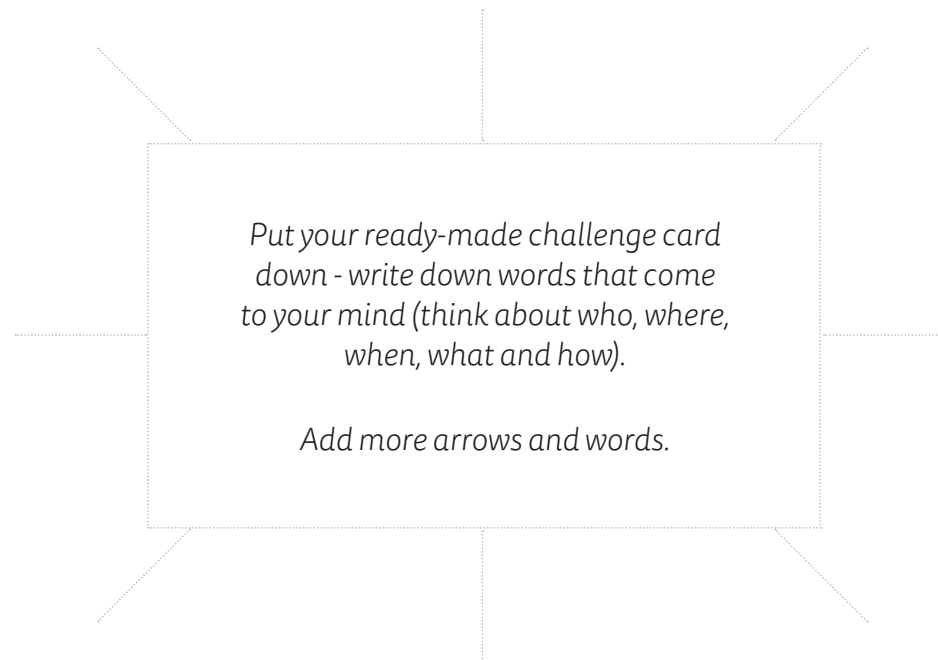 Put your ready-made challenge card
down - write down words that come
to your mind (think about who, where,
when, what and how).
Add more arrows and words.